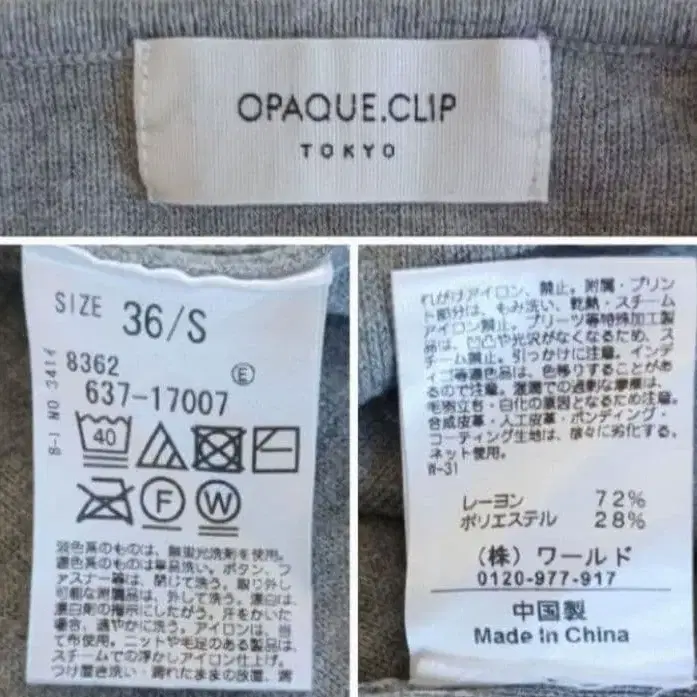 OPAQUE.CLIP
TOKYO
SIZE 36/S
8362
637-17007
Ⓔ
B-I NO 3414
40
F
W
淡色系のものは、無蛍光洗剤を使用。
濃色系のものは単品洗い。ボタン、フ
ァスナー等は、閉じて洗う。取り外し
可能な附属品は、外して洗う。漂白は、
漂白剤の指示にしたがう。汗をかいた
場合、速やかに洗う。アイロンは、当
て布使用。ニットや毛足のある製品は、
スチームでの浮かしアイロン仕上げ。
つけ置き洗い・濡れたままの放置、濡
れがけアイロン、禁止。附属・プリン
ト部分は、もみ洗い、乾熱・スチーム
アイロン禁止。プリーツ等特殊加工製
品は、凹凸や光沢がなくなるため、ス
チーム禁止。引っかけに注意。インデ
ィゴ等濃色品は、色移りすることがあ
るので注意。湿潤での過剰な摩擦は、
毛羽立ち・白化の原因となるため注意。
合成皮革・人工皮革・ボンディング・
コーティング生地は、徐々に劣化する。
ネット使用。
W-31
レーヨン 72%
ポリエステル 28%
(株) ワールド
0120-977-917
中国製
Made In China